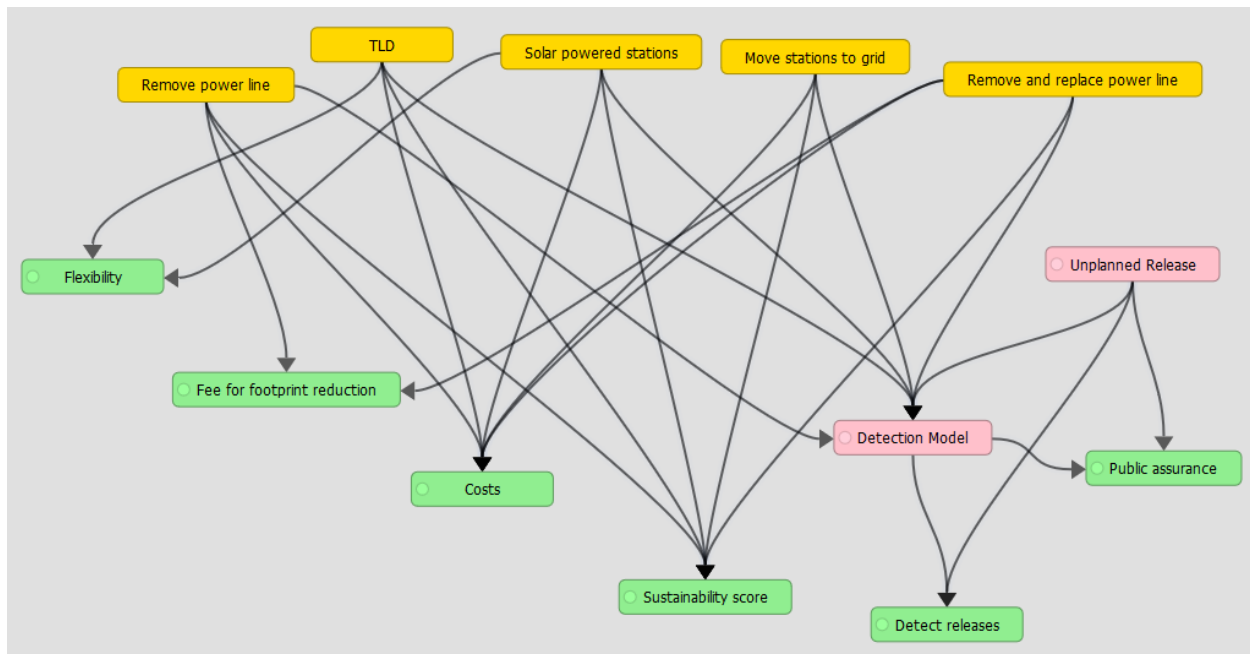 TLD
Solar powered stations
Move stations to grid
Remove power line
Remove and replace power line
Unplanned Release
Flexibility
Fee for footprint reduction
Detection Model
Public assurance
Costs
Sustainability score
Detect releases